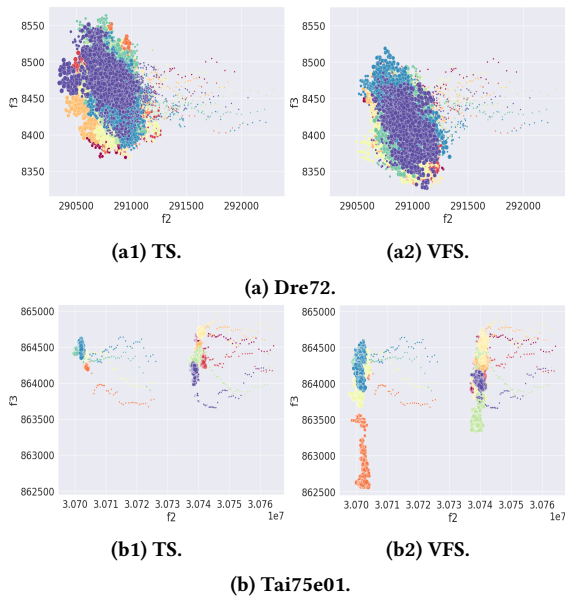 8550
8500
8450
8400
8350
f3
290500 291000 291500 292000
f2
8550
8500
8450
8400
8350
f3
290500 291000 291500 292000
f2
(a1) TS.
(a2) VFS.
(a) Dre72.
865000
864500
864000
863500
863000
862500
f3
3.070 3.071 3.072 3.073 3.074 3.075 3.076
f2
1e7
865000
864500
864000
863500
863000
862500
f3
3.070 3.071 3.072 3.073 3.074 3.075 3.076
f2
1e7
(b1) TS.
(b2) VFS.
(b) Tai75e01.